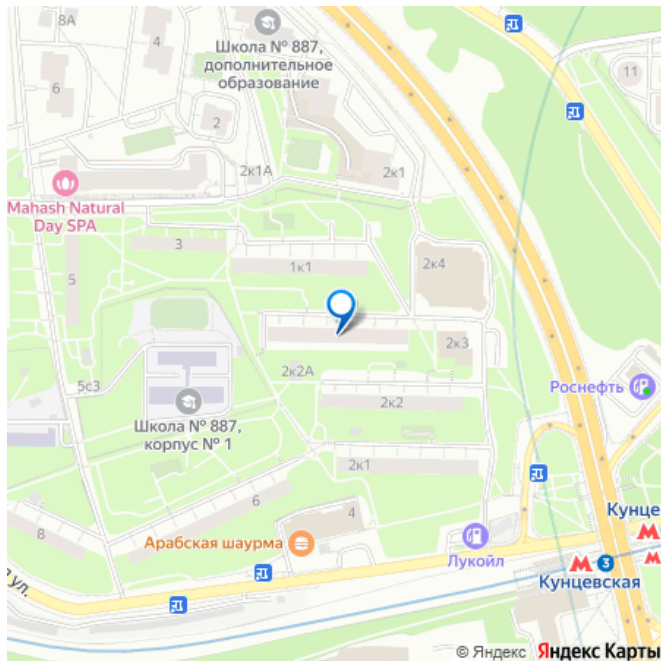 Школа № 887,
дополнительное
образование
4
6
2
11
2к1А
2к1
Mahash Natural
Day SPA
3
5
1к1
2к4
2к3
2к2А
5с3
2к2
Роснефть
Школа № 887,
корпус № 1
2к1
6
4
8
Арабская шаурма
Лукойл
Кунце
3
Кунцевская
ул.
© Яндекс Яндекс Карты